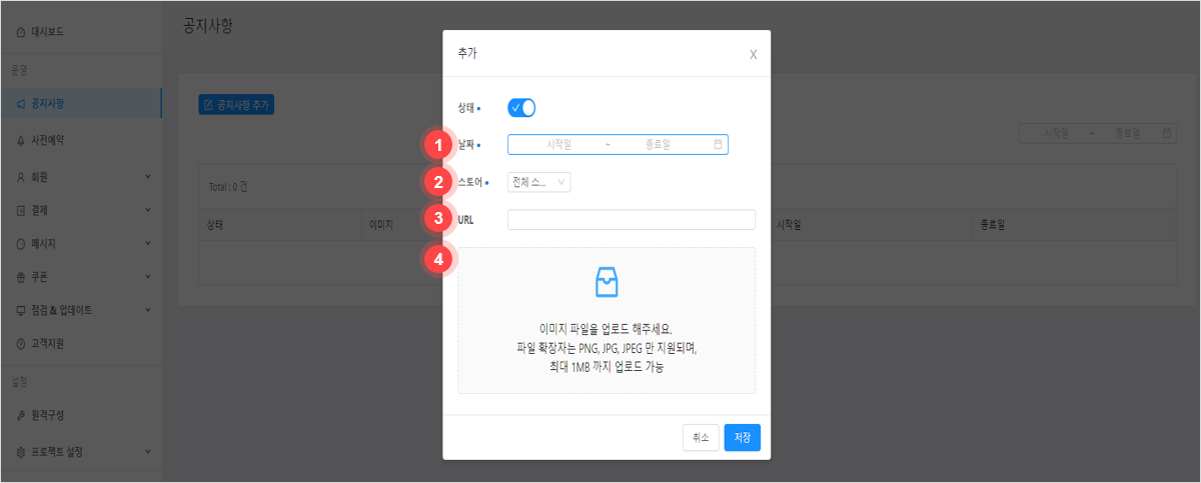 대시보드
운영
공지사항
사전예약
회원
결제
메시지
쿠폰
점검 & 업데이트
고객지원
설정
원격구성
프로젝트 설정
공지사항
공지사항 추가
시작일 ~ 종료일
Total : 0 건
상태 이미지 시작일 종료일
추가 X
상태
1 날짜 시작일 ~ 종료일
2 스토어 전체 스...
3 URL
4
이미지 파일을 업로드 해주세요.
파일 확장자는 PNG, JPG, JPEG 만 지원되며,
최대 1MB 까지 업로드 가능
취소 저장